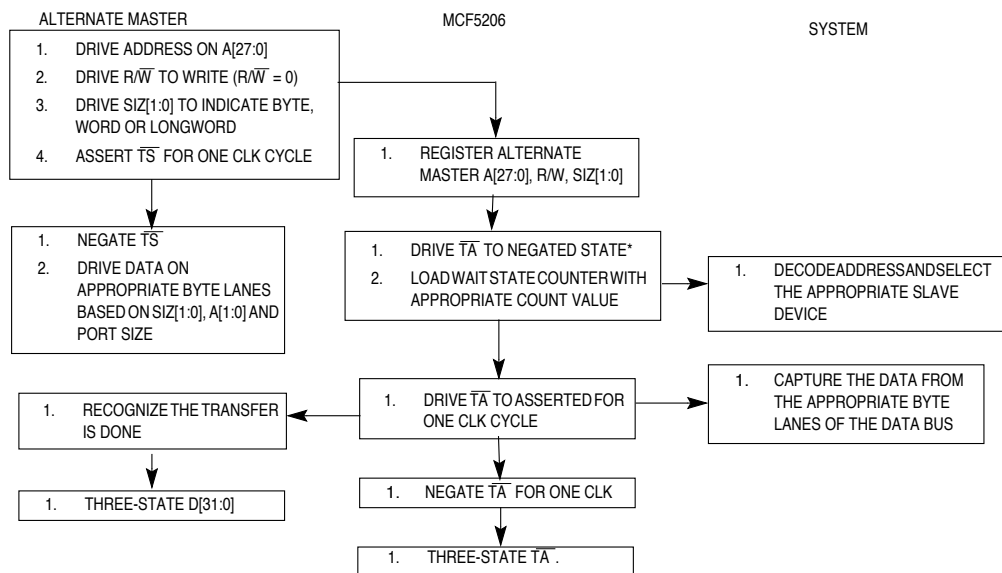 ALTERNATE MASTER
1. DRIVE ADDRESS ON A[27:0]
2. DRIVE R/W̅ TO WRITE (R/W̅ = 0)
3. DRIVE SIZ[1:0] TO INDICATE BYTE,
WORD OR LONGWORD
4. ASSERT T̅S̅ FOR ONE CLK CYCLE
1. NEGATE T̅S̅
2. DRIVE DATA ON
APPROPRIATE BYTE LANES
BASED ON SIZ[1:0], A[1:0] AND
PORT SIZE
1. RECOGNIZE THE TRANSFER
IS DONE
1. THREE-STATE D[31:0]
MCF5206
1. REGISTER ALTERNATE
MASTER A[27:0], R/W, SIZ[1:0]
1. DRIVE T̅A̅ TO NEGATED STATE*
2. LOAD WAIT STATE COUNTER WITH
APPROPRIATE COUNT VALUE
1. DRIVE T̅A̅ TO ASSERTED FOR
ONE CLK CYCLE
1. NEGATE T̅A̅ FOR ONE CLK
1. THREE-STATE T̅A̅ .
SYSTEM
1. DECODEADDRESSANDSELECT
THE APPROPRIATE SLAVE
DEVICE
1. CAPTURE THE DATA FROM
THE APPROPRIATE BYTE
LANES OF THE DATA BUS